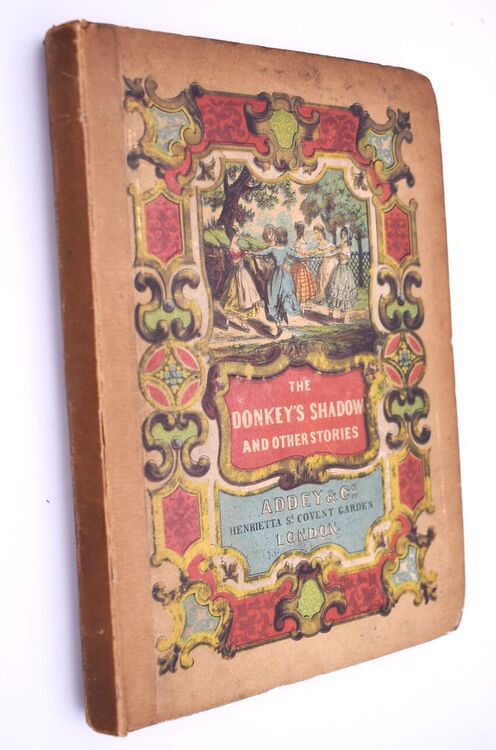 THE
DONKEY'S SHADOW
AND OTHER STORIES
ADDEY & Co
HENRIETTA St COVENT GARDEN
LONDON